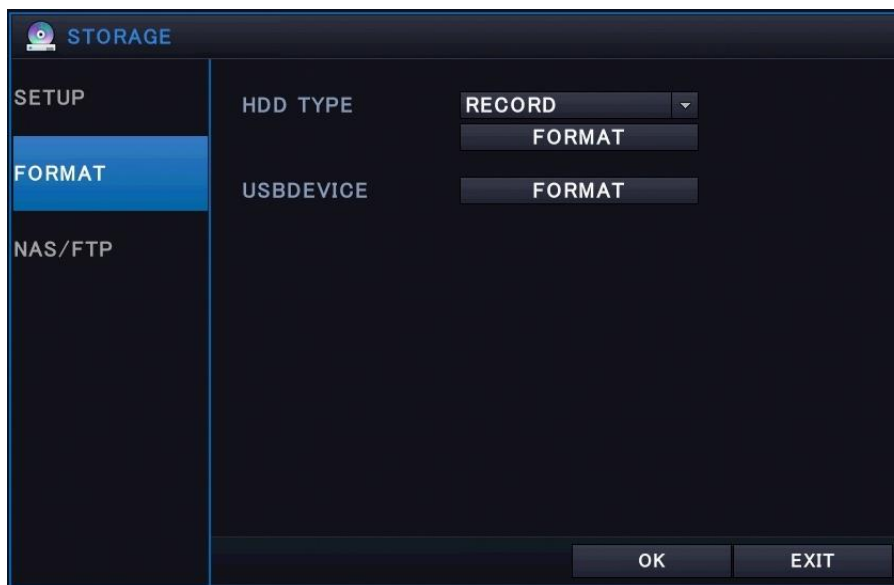 STORAGE
SETUP
HDD TYPE RECORD
FORMAT
FORMAT
USBDEVICE FORMAT
NAS/FTP
OK EXIT